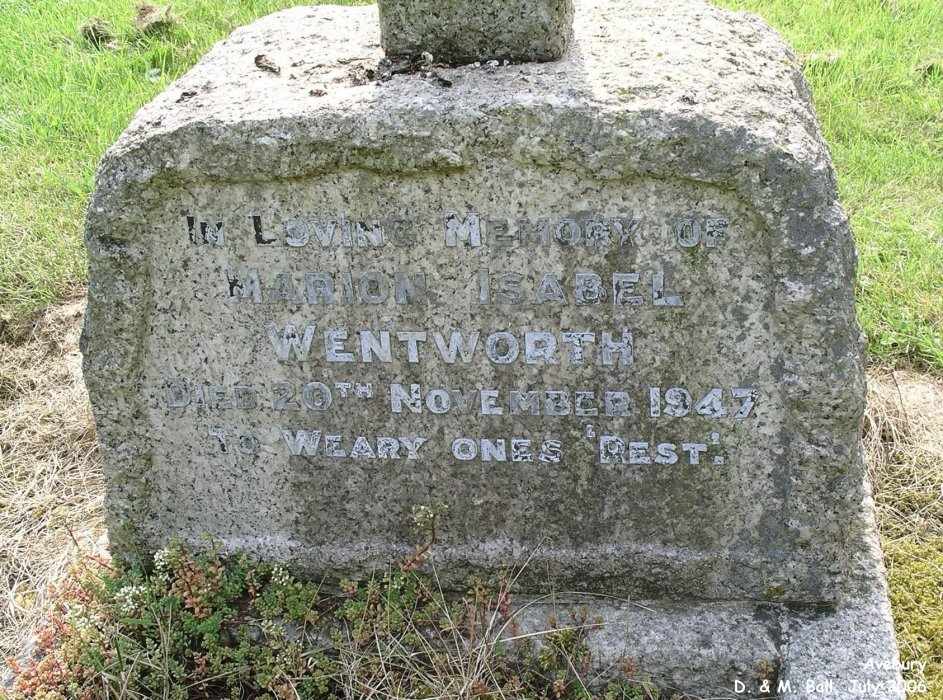 In Loving Memory of
Marion Isabel
Wentworth
Died 20th November 1947
To Weary ones 'Rest'.
Avebury
D. & M. Ball, July 2006